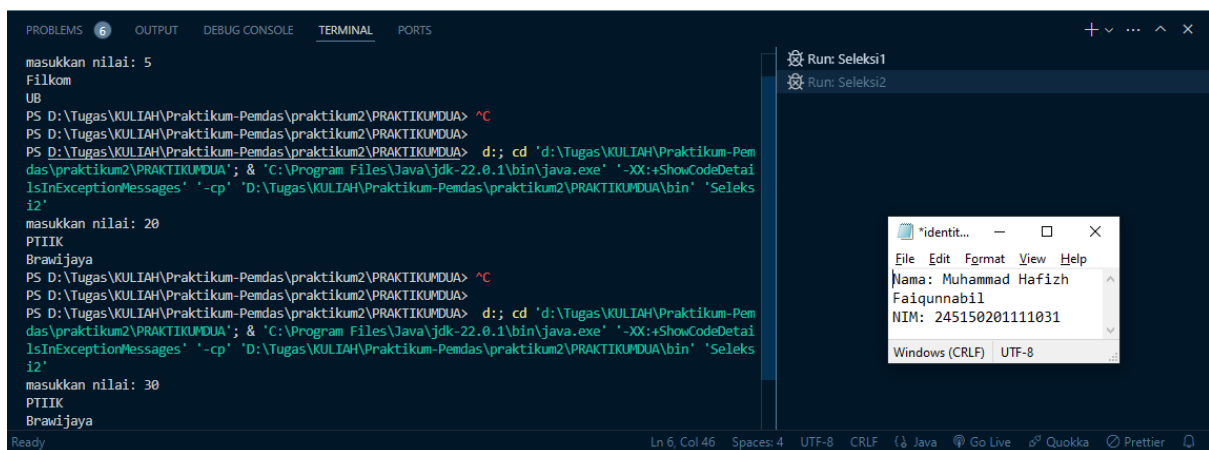 PROBLEMS 6 OUTPUT DEBUG CONSOLE TERMINAL PORTS
masukkan nilai: 5
Filkom
UB
PS D:\Tugas\KULIAH\Praktikum-Pemdas\praktikum2\PRAKTIKUMDUA> ^C
PS D:\Tugas\KULIAH\Praktikum-Pemdas\praktikum2\PRAKTIKUMDUA>
PS D:\Tugas\KULIAH\Praktikum-Pemdas\praktikum2\PRAKTIKUMDUA> d:; cd 'd:\Tugas\KULIAH\Praktikum-Pem
das\praktikum2\PRAKTIKUMDUA'; & 'C:\Program Files\Java\jdk-22.0.1\bin\java.exe' '-XX:+ShowCodeDetai
lsInExceptionMessages' '-cp' 'D:\Tugas\KULIAH\Praktikum-Pemdas\praktikum2\PRAKTIKUMDUA\bin' 'Seleks
i2'
masukkan nilai: 20
PTIIK
Brawijaya
PS D:\Tugas\KULIAH\Praktikum-Pemdas\praktikum2\PRAKTIKUMDUA> ^C
PS D:\Tugas\KULIAH\Praktikum-Pemdas\praktikum2\PRAKTIKUMDUA>
PS D:\Tugas\KULIAH\Praktikum-Pemdas\praktikum2\PRAKTIKUMDUA> d:; cd 'd:\Tugas\KULIAH\Praktikum-Pem
das\praktikum2\PRAKTIKUMDUA'; & 'C:\Program Files\Java\jdk-22.0.1\bin\java.exe' '-XX:+ShowCodeDetai
lsInExceptionMessages' '-cp' 'D:\Tugas\KULIAH\Praktikum-Pemdas\praktikum2\PRAKTIKUMDUA\bin' 'Seleks
i2'
masukkan nilai: 30
PTIIK
Brawijaya
Run: Seleksi1
Run: Seleksi2
*identit...
File Edit Format View Help
Nama: Muhammad Hafizh
Faiqunnabil
NIM: 245150201111031
Windows (CRLF) UTF-8
Ready Ln 6, Col 46 Spaces: 4 UTF-8 CRLF Java Go Live Quokka Prettier